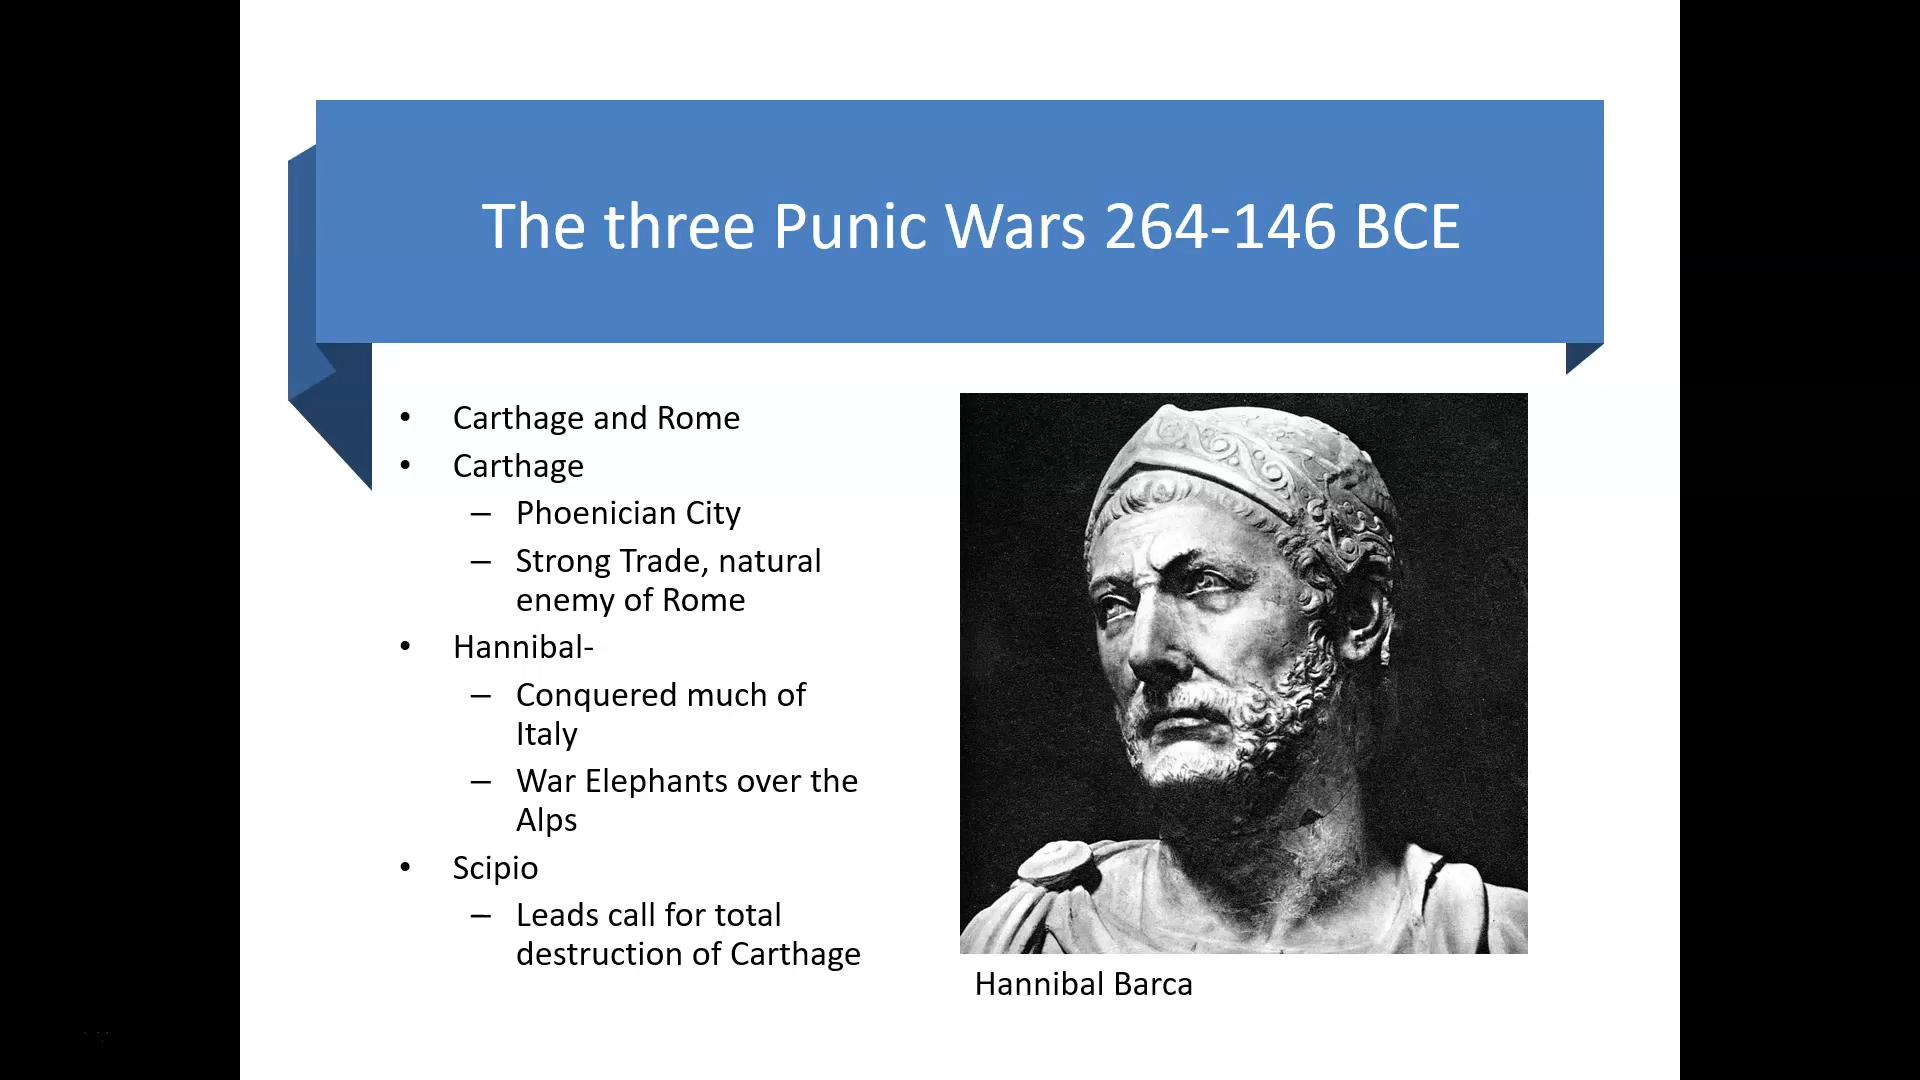 The three Punic Wars 264-146 BCE
• Carthage and Rome
• Carthage
– Phoenician City
– Strong Trade, natural
enemy of Rome
• Hannibal-
– Conquered much of
Italy
– War Elephants over the
Alps
• Scipio
– Leads call for total
destruction of Carthage
Hannibal Barca